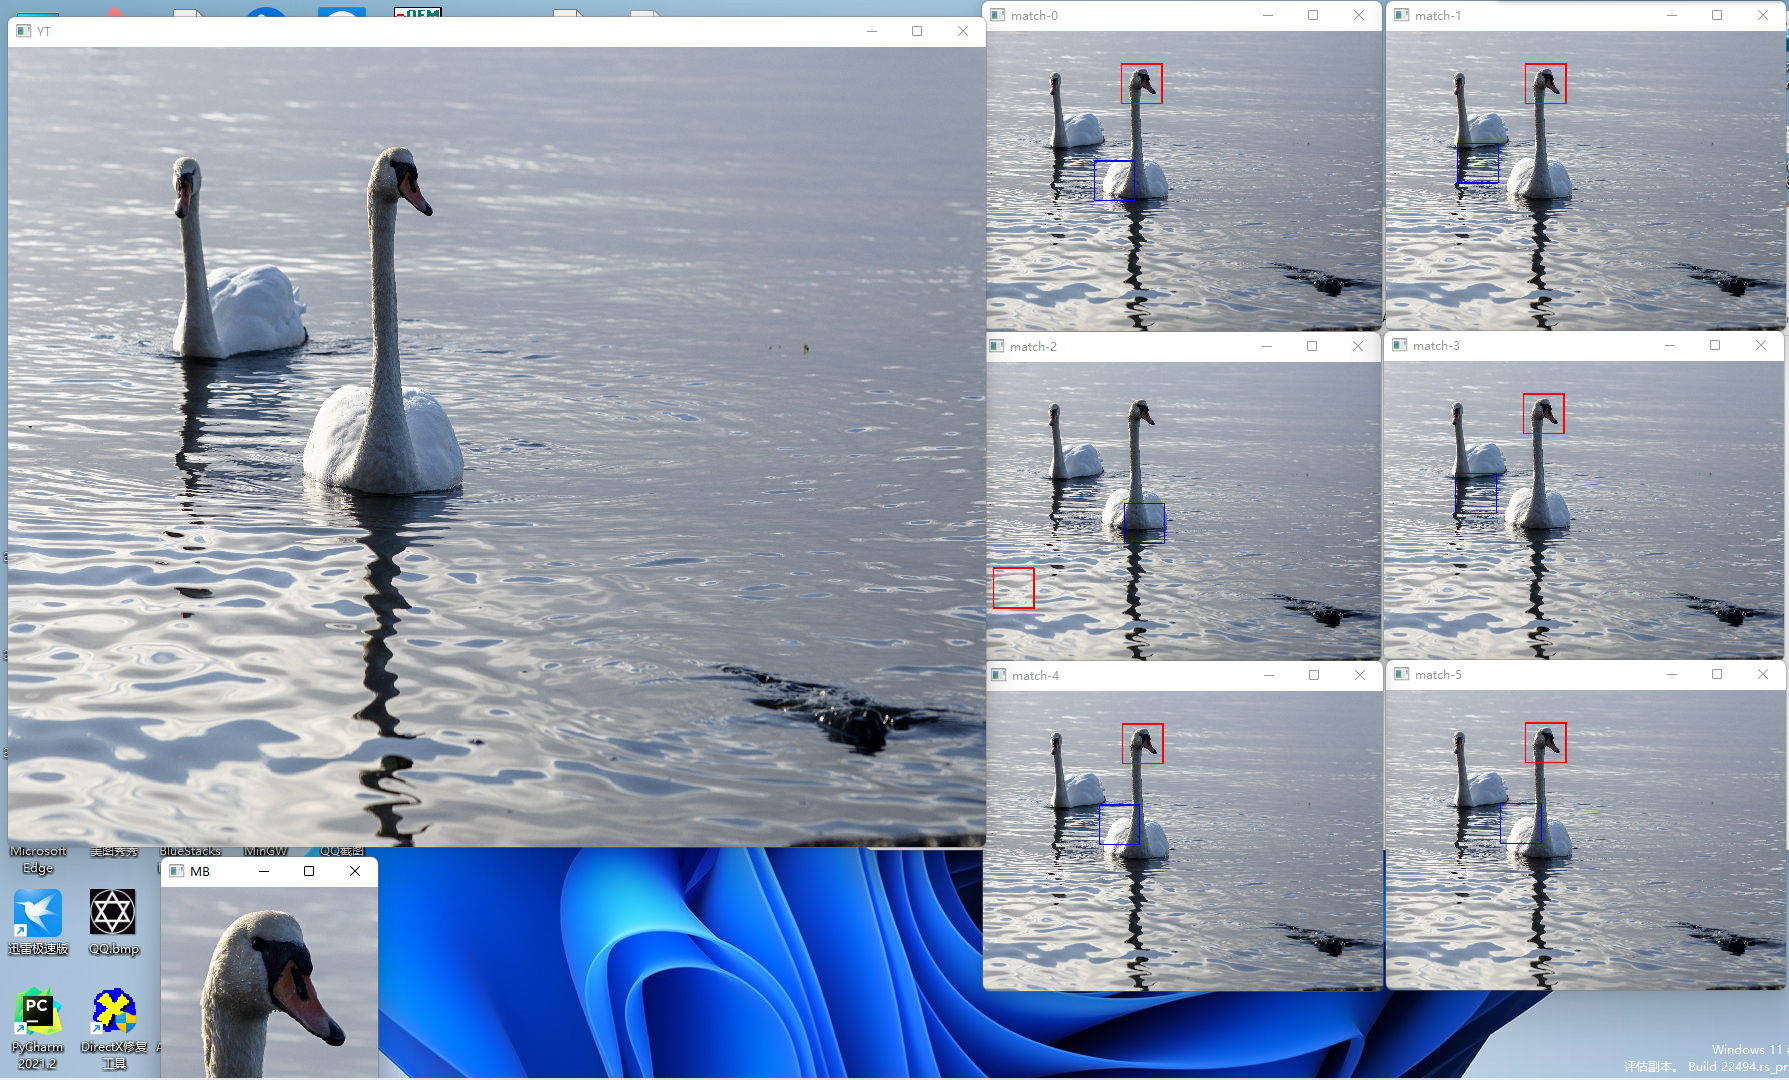 OEM
YT
match-0
match-1
match-2
match-3
match-4
match-5
Microsoft
Edge
美图秀秀
BlueStacks
MinGW
QQ截图
MB
迅雷极速版
QQ.bmp
PC
PyCharm
2021.2
DirectX修复
工具
Windows 11
评估副本。 Build 22494.rs_pr